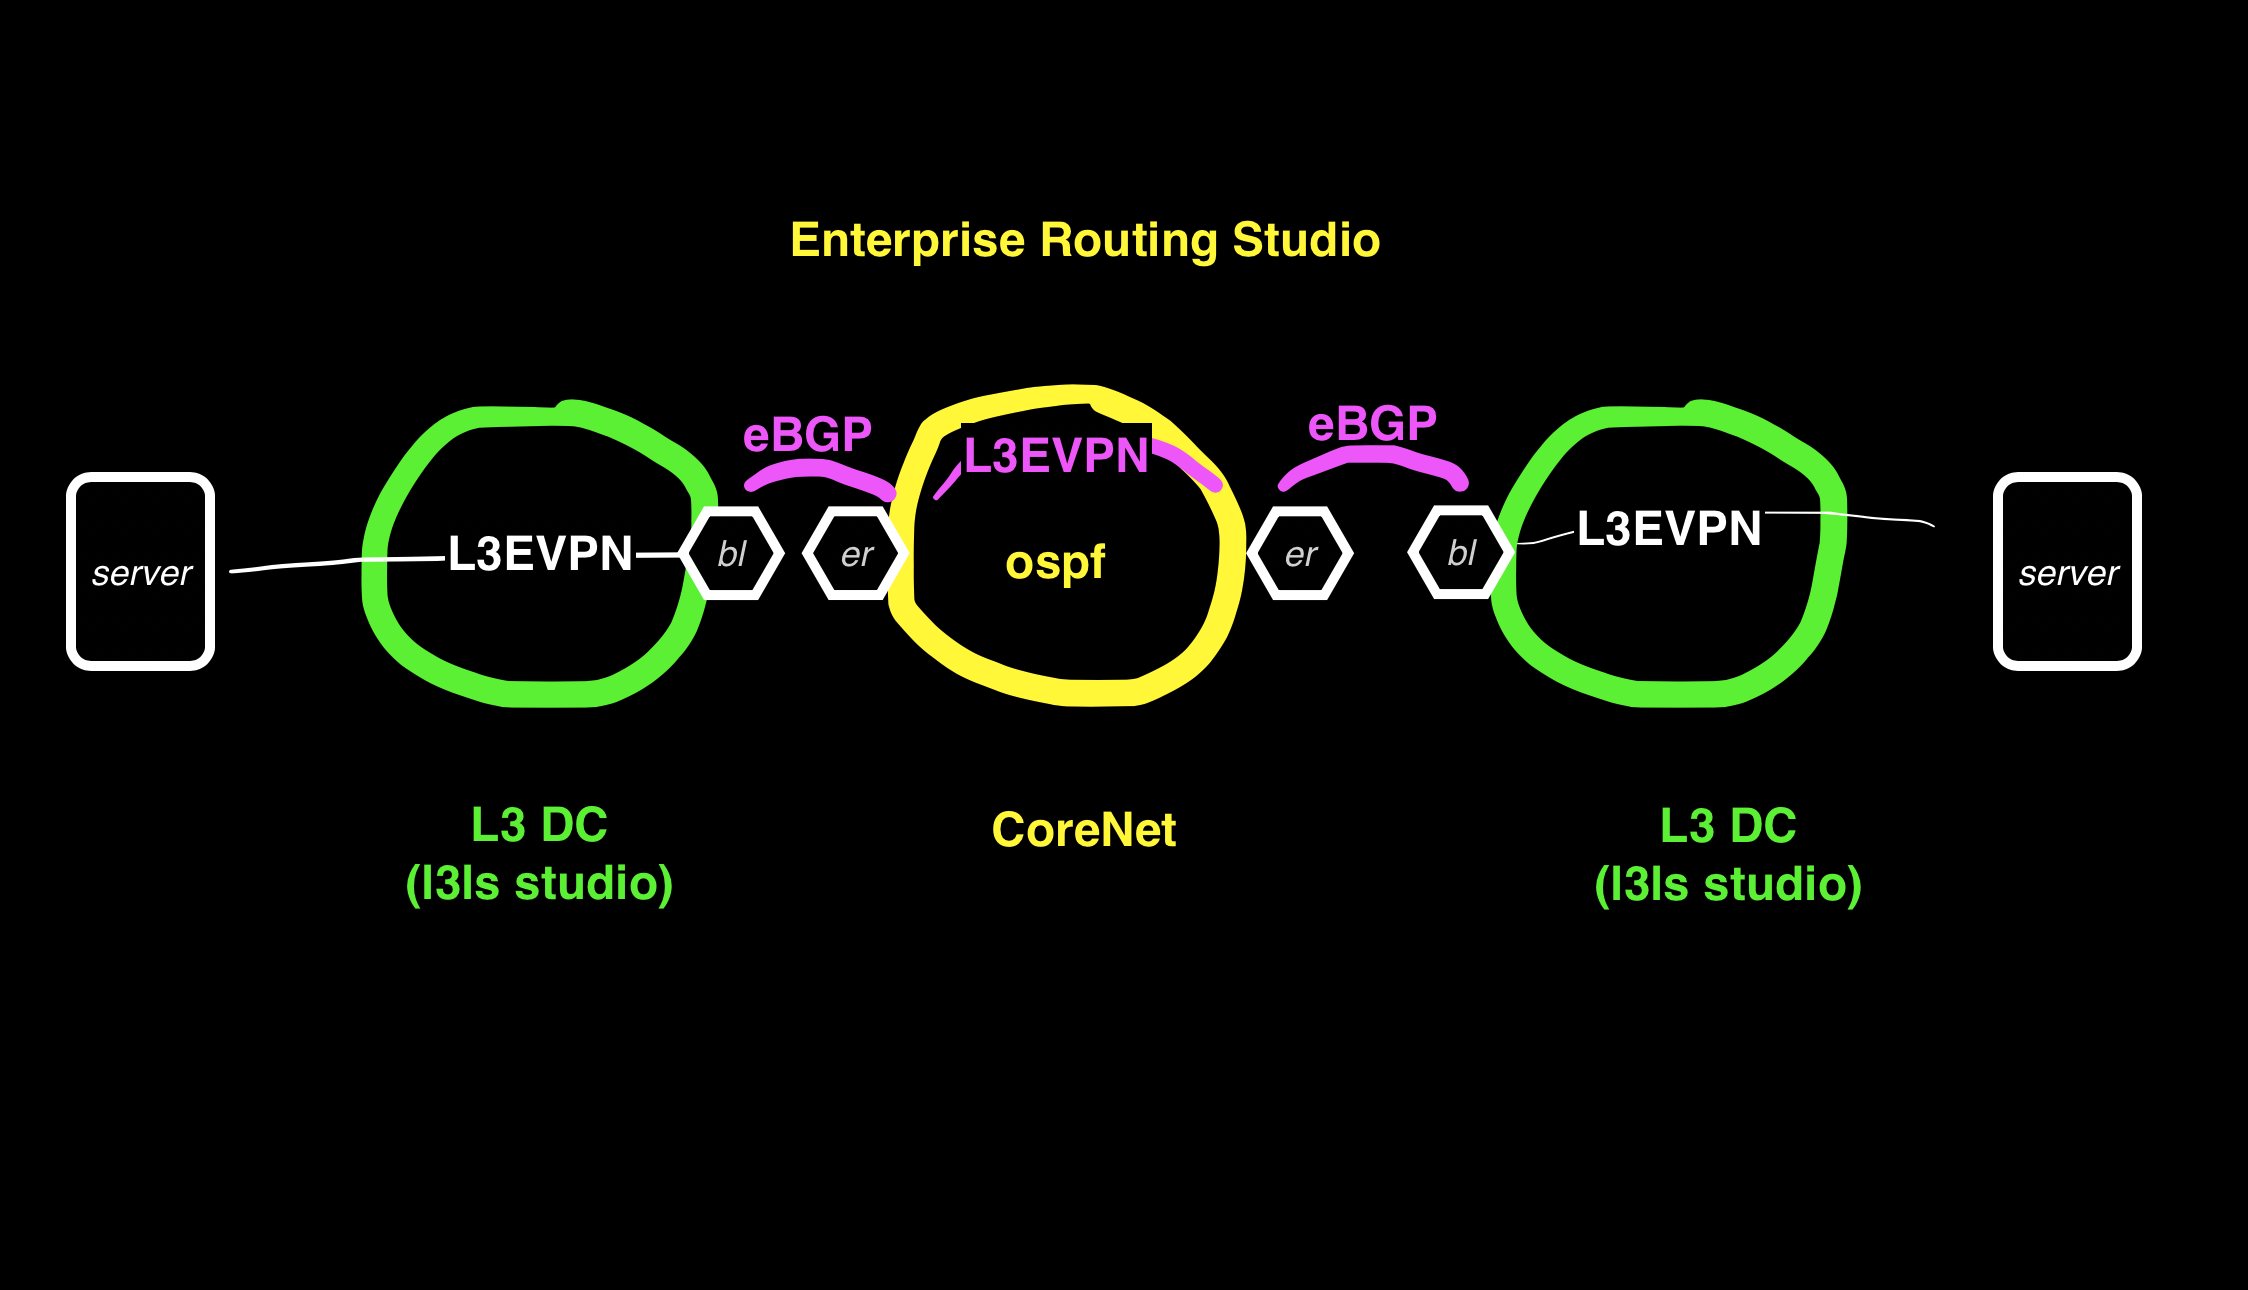 Enterprise Routing Studio
eBGP
L3EVPN
eBGP
server
L3EVPN
bl
er
ospf
er
bl
L3EVPN
server
L3 DC
(l3ls studio)
CoreNet
L3 DC
(l3ls studio)